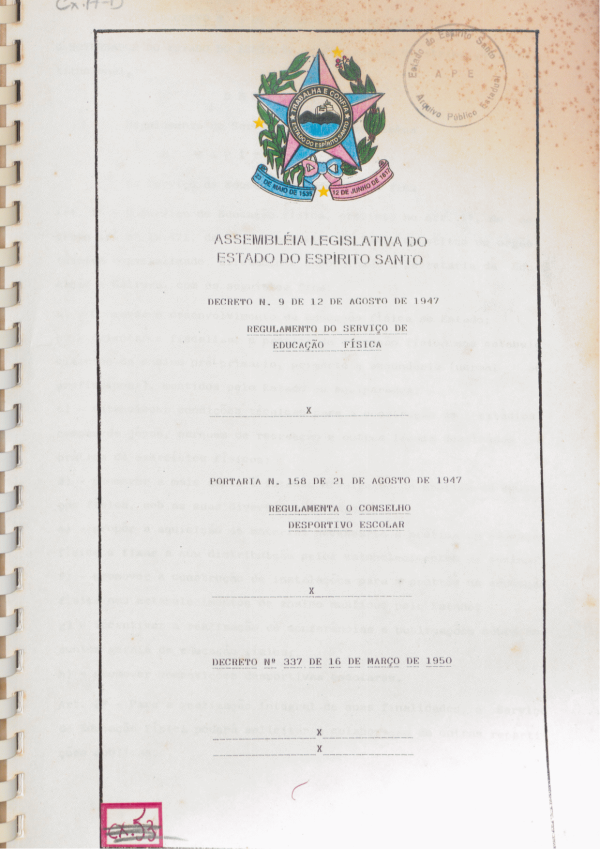 Cx.14-D
Estado do Espírito Santo
A P E
Arquivo Público Estadual
TRABALHA E CONFIA
ESTADO DO ESPÍRITO SANTO
23 DE MAIO DE 1535
12 DE JUNHO DE 1817
ASSEMBLÉIA LEGISLATIVA DO
ESTADO DO ESPÍRITO SANTO
DECRETO N. 9 DE 12 DE AGOSTO DE 1947
REGULAMENTO DO SERVIÇO DE
EDUCAÇÃO FÍSICA
X
PORTARIA N. 158 DE 21 DE AGOSTO DE 1947
REGULAMENTA O CONSELHO
DESPORTIVO ESCOLAR
X
DECRETO Nº 337 DE 16 DE MARÇO DE 1950
X
X
CX.53